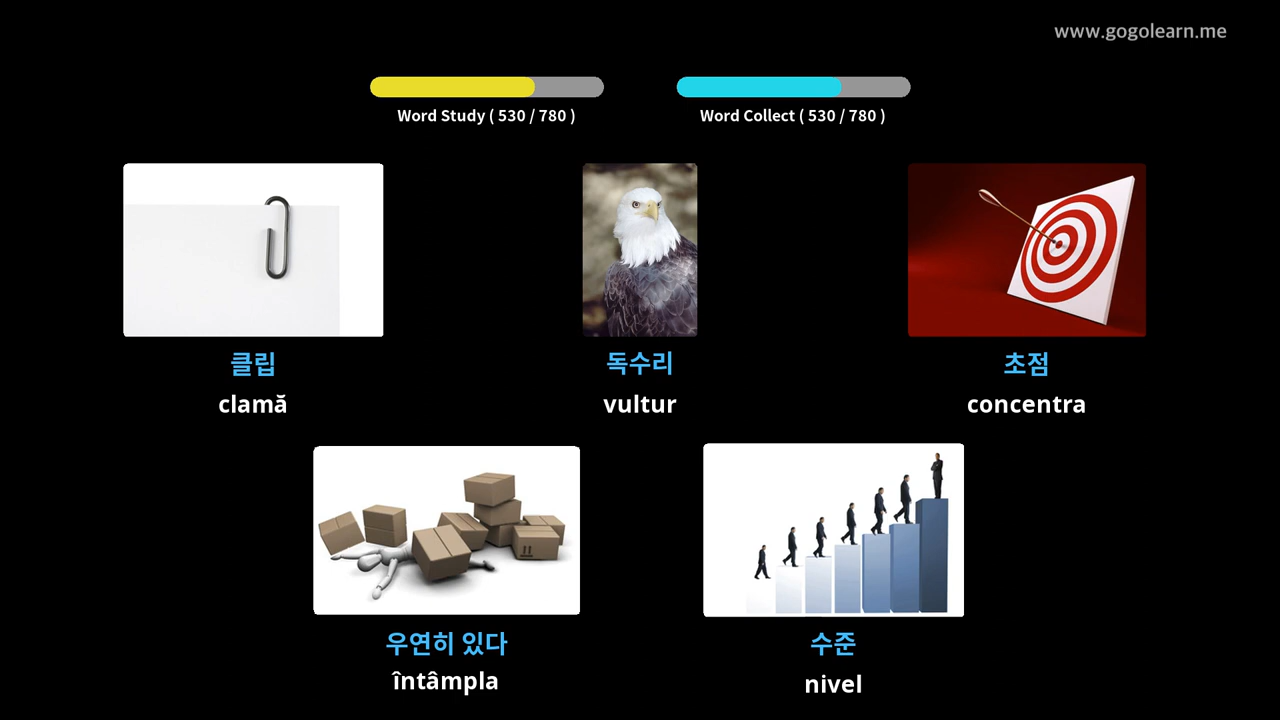 www.gogolearn.me
Word Study ( 530 / 780 )
Word Collect ( 530 / 780 )
클립
clamă
독수리
vultur
초점
concentra
우연히 있다
întâmpla
수준
nivel